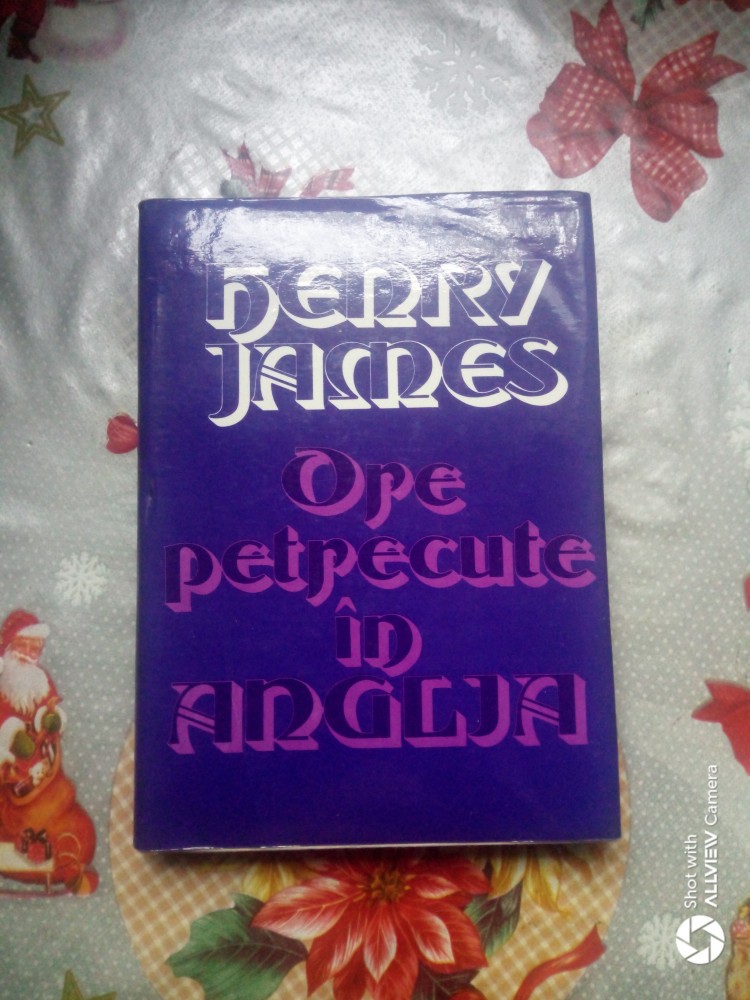 HENRY
JAMES
Ore
petrecute
în
ANGLIA
Shot with
ALLVIEW Camera